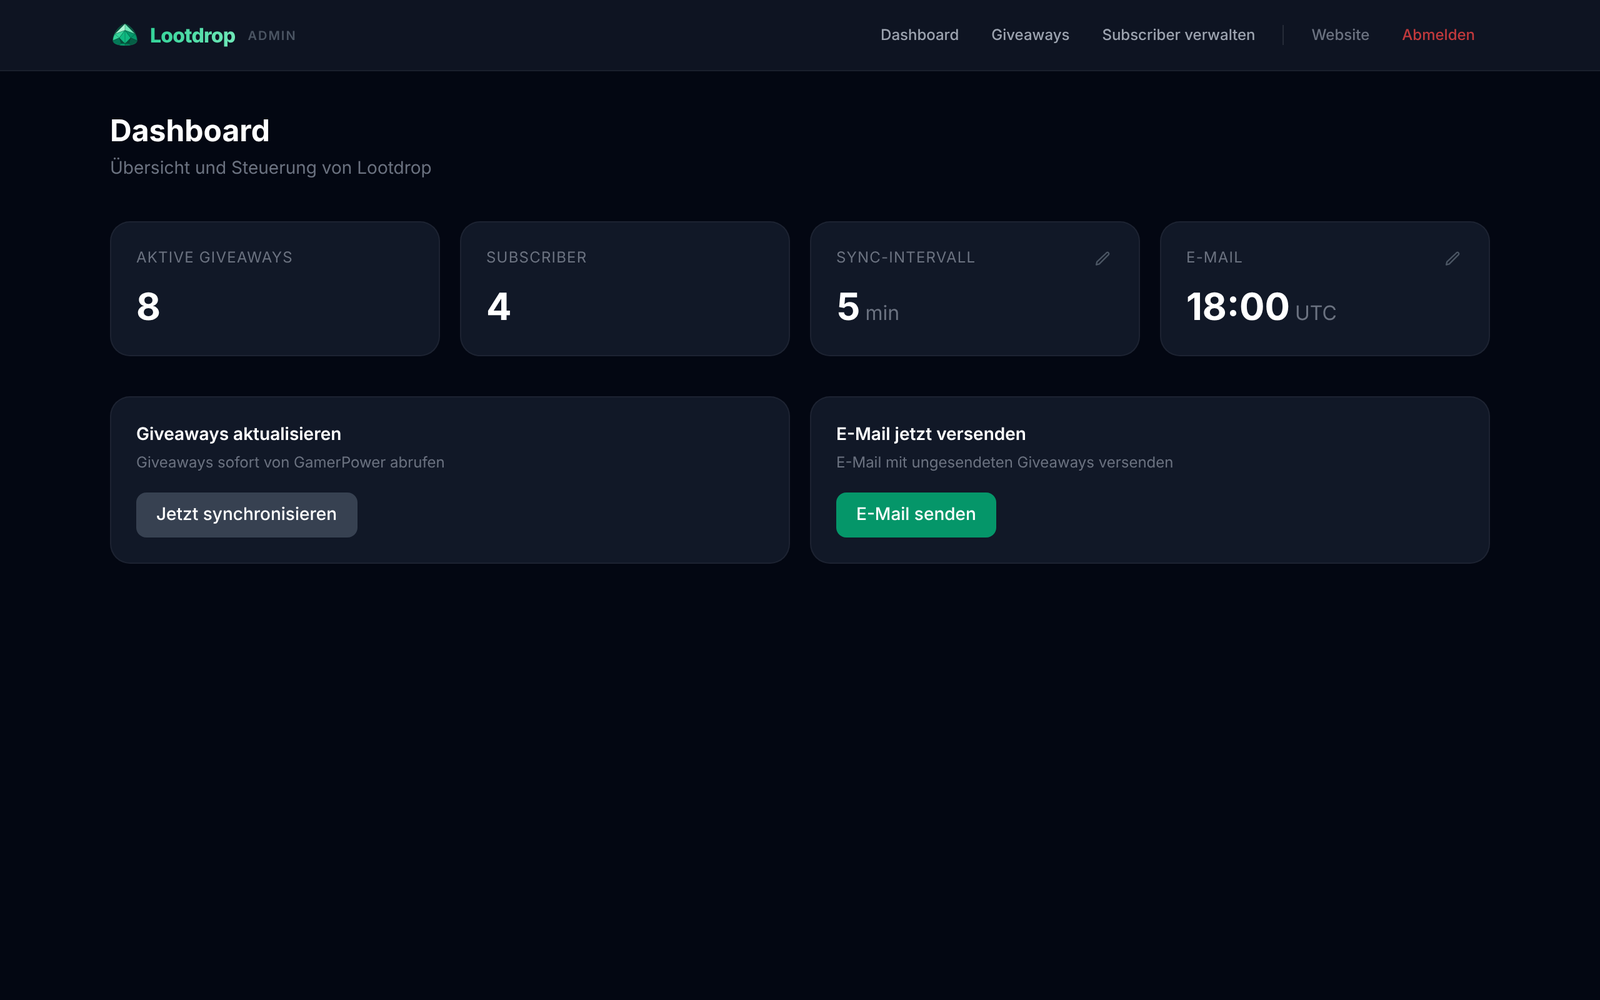 Lootdrop ADMIN Dashboard Giveaways Subscriber verwalten Website Abmelden
Dashboard
Übersicht und Steuerung von Lootdrop
AKTIVE GIVEAWAYS
8
SUBSCRIBER
4
SYNC-INTERVALL
5 min
E-MAIL
18:00 UTC
Giveaways aktualisieren
Giveaways sofort von GamerPower abrufen
Jetzt synchronisieren
E-Mail jetzt versenden
E-Mail mit ungesendeten Giveaways versenden
E-Mail senden